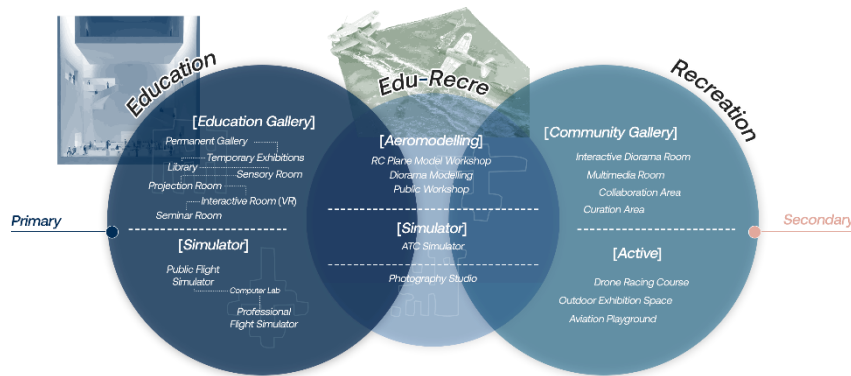 Education
Edu-Recre
Recreation
Primary
[Education Gallery]
Permanent Gallery
Temporary Exhibitions
Library
Sensory Room
Projection Room
Interactive Room (VR)
Seminar Room
[Simulator]
Public Flight
Simulator
Computer Lab
Professional
Flight Simulator
[Aeromodelling]
RC Plane Model Workshop
Diorama Modelling
Public Workshop
[Simulator]
ATC Simulator
Photography Studio
[Community Gallery]
Interactive Diorama Room
Multimedia Room
Collaboration Area
Curation Area
[Active]
Drone Racing Course
Outdoor Exhibition Space
Aviation Playground
Secondary